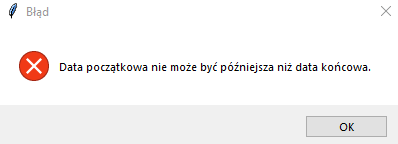 Błąd
Data początkowa nie może być późniejsza niż data końcowa.
OK